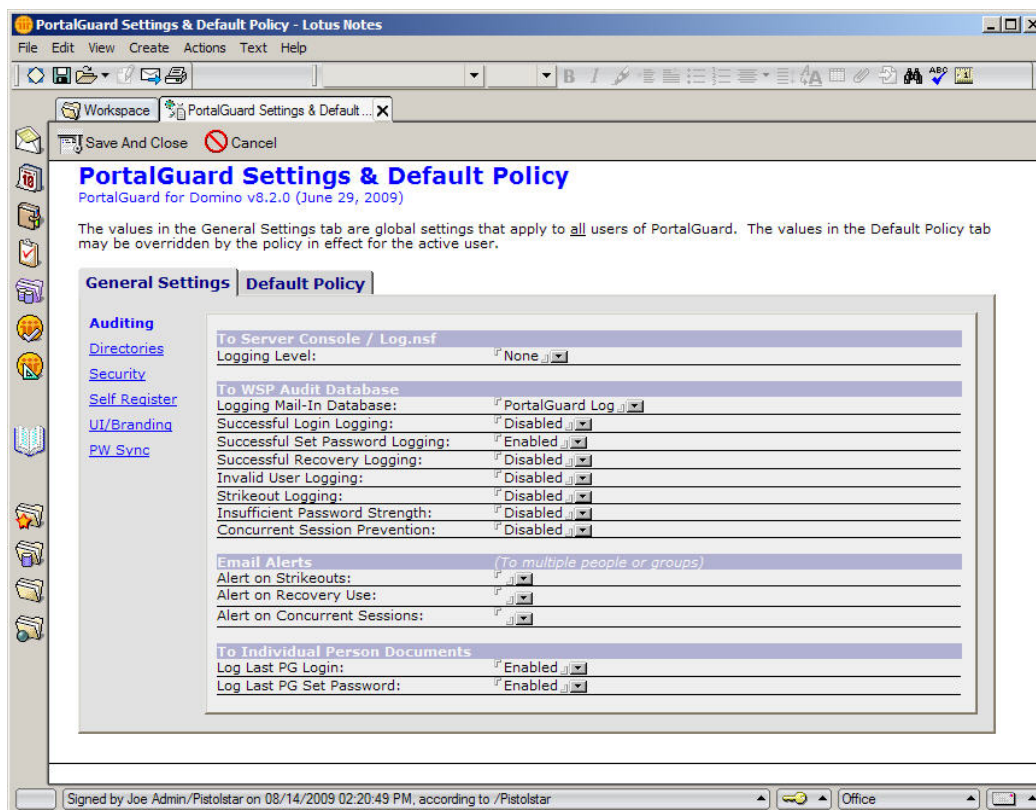 PortalGuard Settings & Default Policy - Lotus Notes
File Edit View Create Actions Text Help
B I
ABC
Workspace PortalGuard Settings & Default ... X
Save And Close Cancel
18
PortalGuard Settings & Default Policy
PortalGuard for Domino v8.2.0 (June 29, 2009)
The values in the General Settings tab are global settings that apply to all users of PortalGuard. The values in the Default Policy tab
may be overridden by the policy in effect for the active user.
General Settings Default Policy
Auditing
Directories
Security
Self Register
UI/Branding
PW Sync
To Server Console / Log.nsf
Logging Level: None
To WSP Audit Database
Logging Mail-In Database: PortalGuard Log
Successful Login Logging: Disabled
Successful Set Password Logging: Enabled
Successful Recovery Logging: Disabled
Invalid User Logging: Disabled
Strikeout Logging: Disabled
Insufficient Password Strength: Disabled
Concurrent Session Prevention: Disabled
Email Alerts (To multiple people or groups)
Alert on Strikeouts:
Alert on Recovery Use:
Alert on Concurrent Sessions:
To Individual Person Documents
Log Last PG Login: Enabled
Log Last PG Set Password: Enabled
Signed by Joe Admin/Pistolstar on 08/14/2009 02:20:49 PM, according to /Pistolstar Office